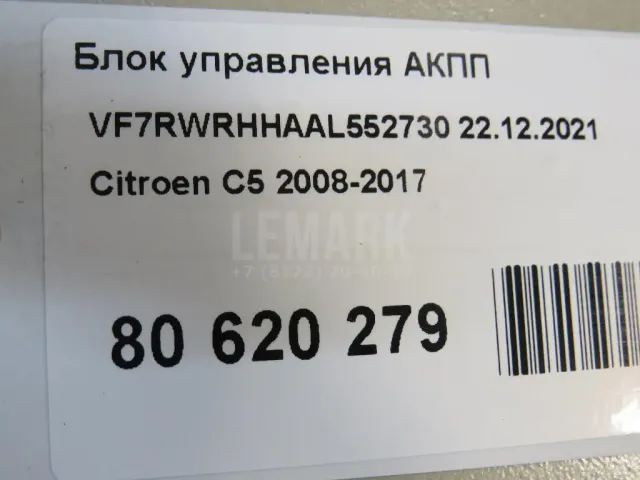 Блок управления АКПП
VF7RWRHHAAL552730 22.12.2021
Citroen C5 2008-2017
LEMARK
80 620 279